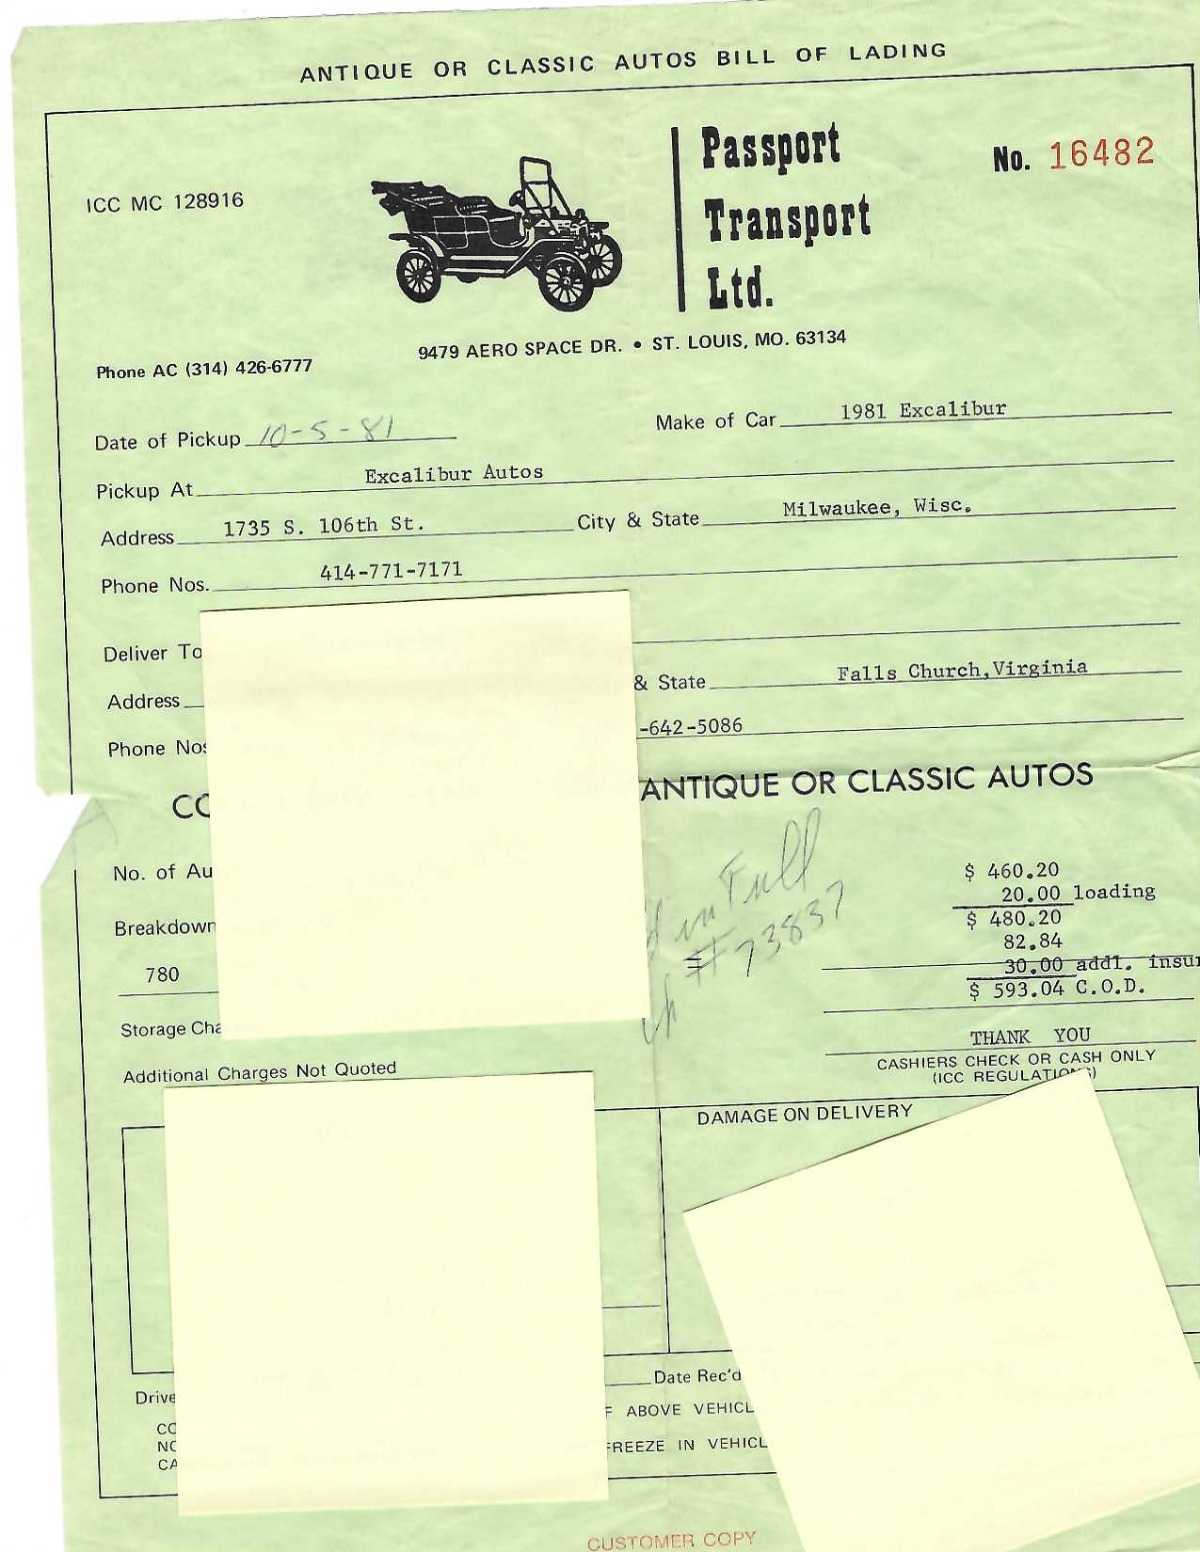 ANTIQUE OR CLASSIC AUTOS BILL OF LADING
ICC MC 128916
Passport
Transport
Ltd.
No. 16482
Phone AC (314) 426-6777
9479 AERO SPACE DR. • ST. LOUIS, MO. 63134
Date of Pickup 10-5-81
Make of Car 1981 Excalibur
Pickup At Excalibur Autos
Address 1735 S. 106th St. City & State Milwaukee, Wisc.
Phone Nos. 414-771-7171
Deliver To
Address & State Falls Church,Virginia
Phone Nos -642-5086
CO ANTIQUE OR CLASSIC AUTOS
No. of Au
in Full
# 73837
$ 460.20
20.00 loading
Breakdown
$ 480.20
82.84
780
30.00 addl. insur
$ 593.04 C.O.D.
Storage Cha
THANK YOU
CASHIERS CHECK OR CASH ONLY
(ICC REGULATIONS)
Additional Charges Not Quoted
DAMAGE ON DELIVERY
Drive Date Rec'd
CO F ABOVE VEHICL
NO FREEZE IN VEHICL
CA
CUSTOMER COPY